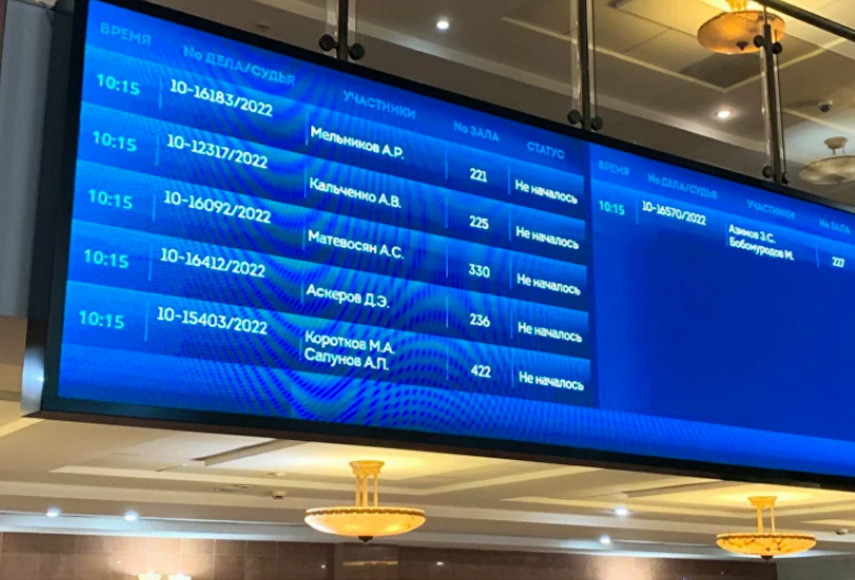 ВРЕМЯ № ДЕЛА/СУДЬЯ УЧАСТНИКИ № ЗАЛА СТАТУС
10:15 10-16183/2022 Мельников А.Р. 221 Не началось
10:15 10-12317/2022 Кальченко А.В. 225 Не началось
10:15 10-16092/2022 Матевосян А.С. 330 Не началось
10:15 10-16412/2022 Аскеров Д.Э. 236 Не началось
10:15 10-15403/2022 Коротков М.А. 422 Не началось
Сапунов А.П.
ВРЕМЯ № ДЕЛА/СУДЬЯ УЧАСТНИКИ № ЗАЛА
10:15 10-16570/2022 Азимов З.С. 227
Бобонуродов М.